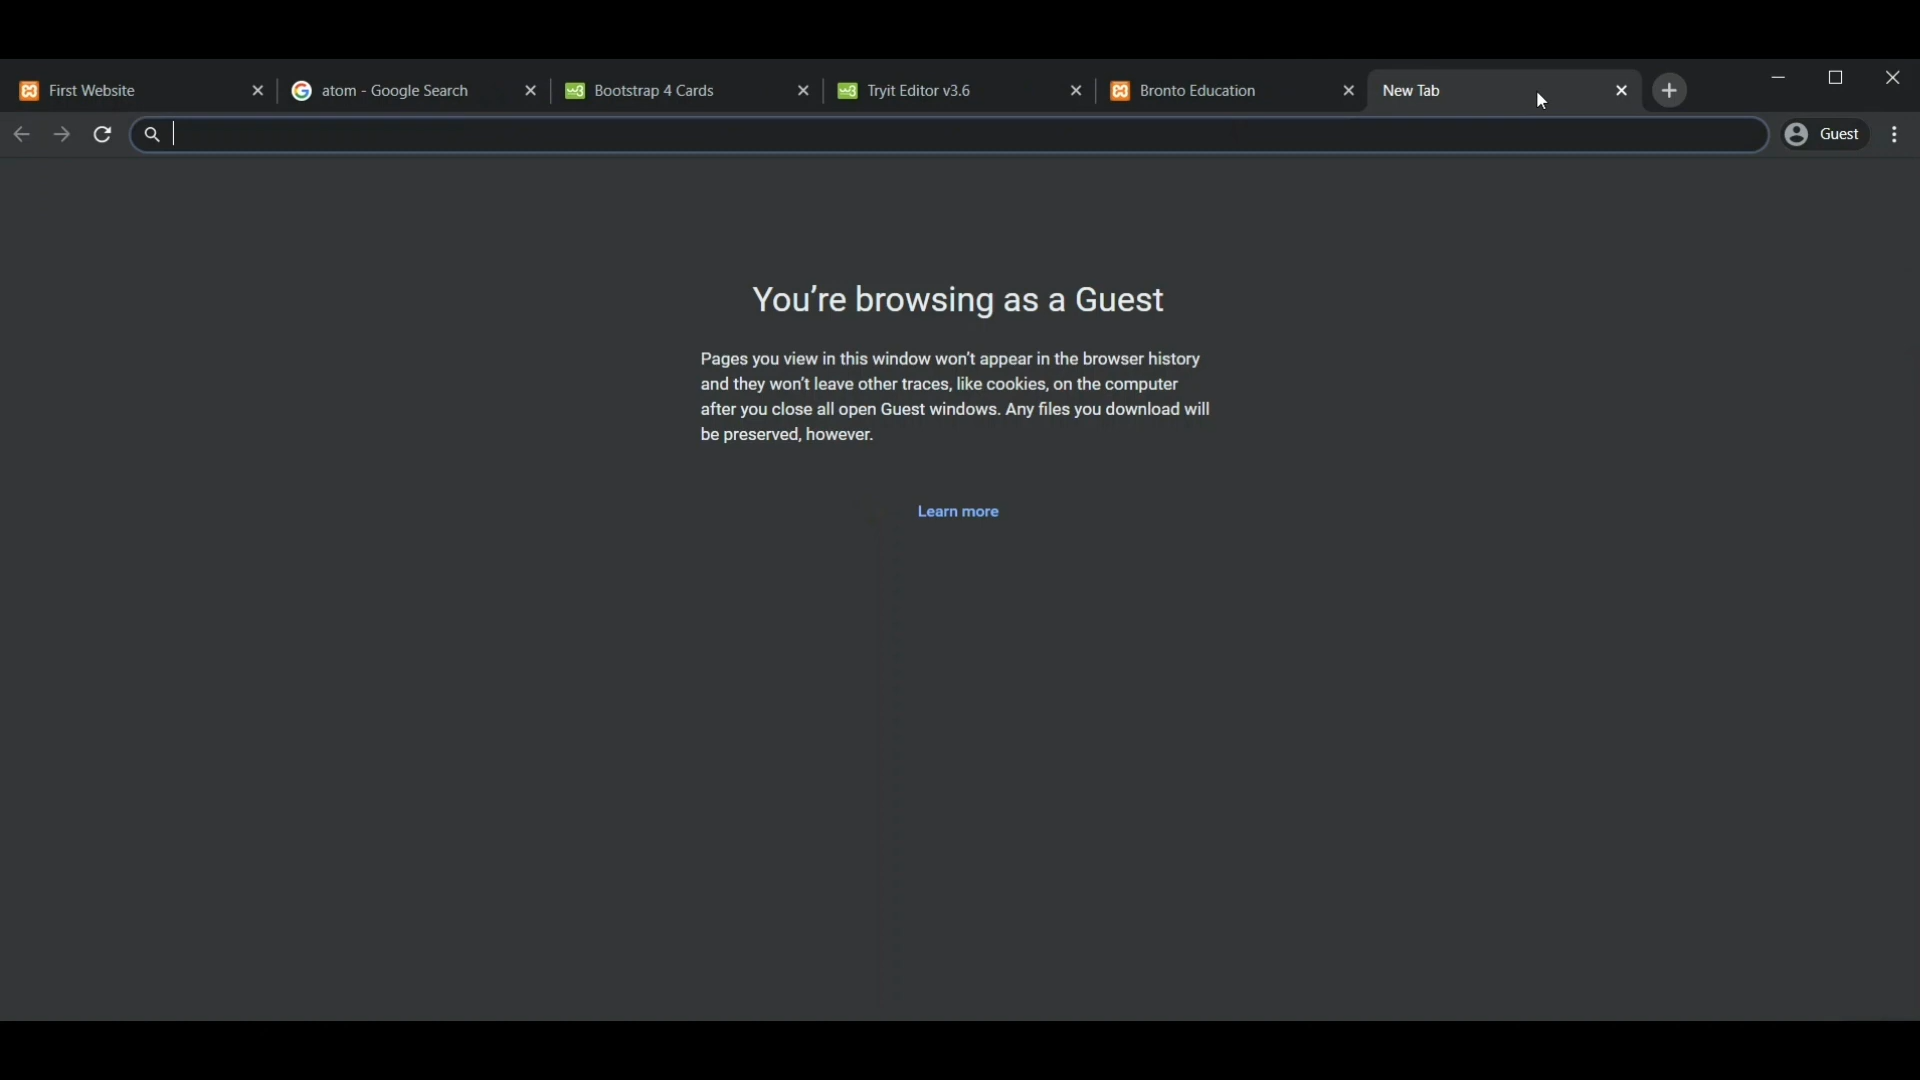 First Website
atom - Google Search
Bootstrap 4 Cards
Tryit Editor v3.6
Bronto Education
New Tab
Guest
You're browsing as a Guest
Pages you view in this window won't appear in the browser history
and they won't leave other traces, like cookies, on the computer
after you close all open Guest windows. Any files you download will
be preserved, however.
Learn more